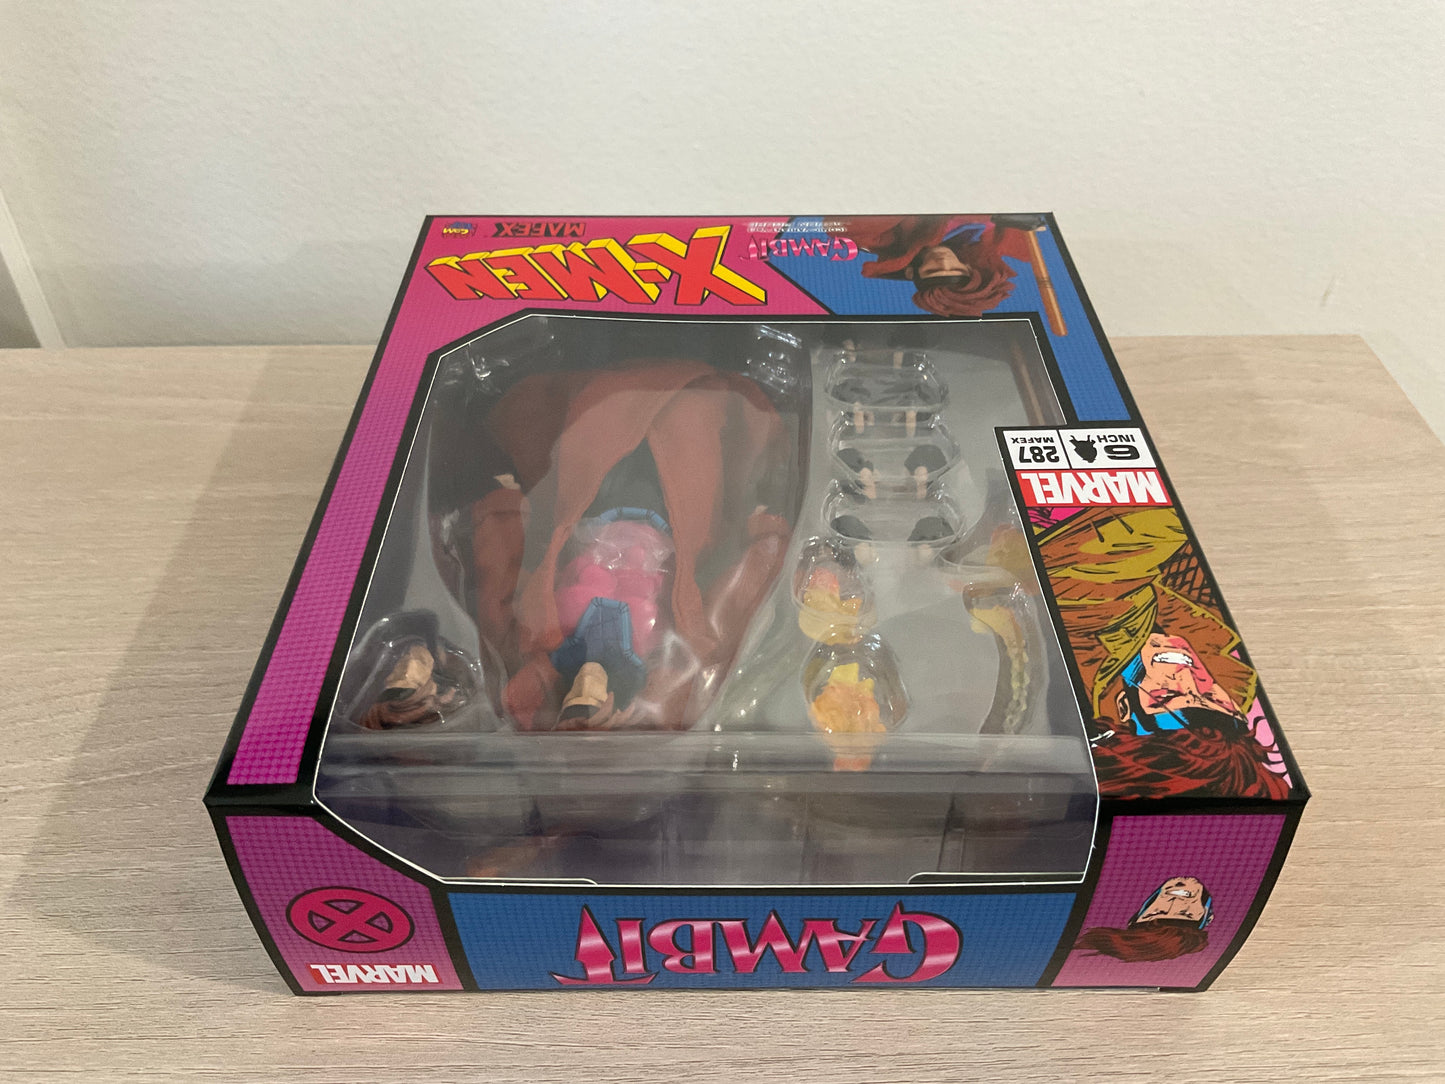 MARVEL
6
INCH
287
MAFEX
GAMBIT
X-MEN
MAFEX
GAMBIT
MARVEL